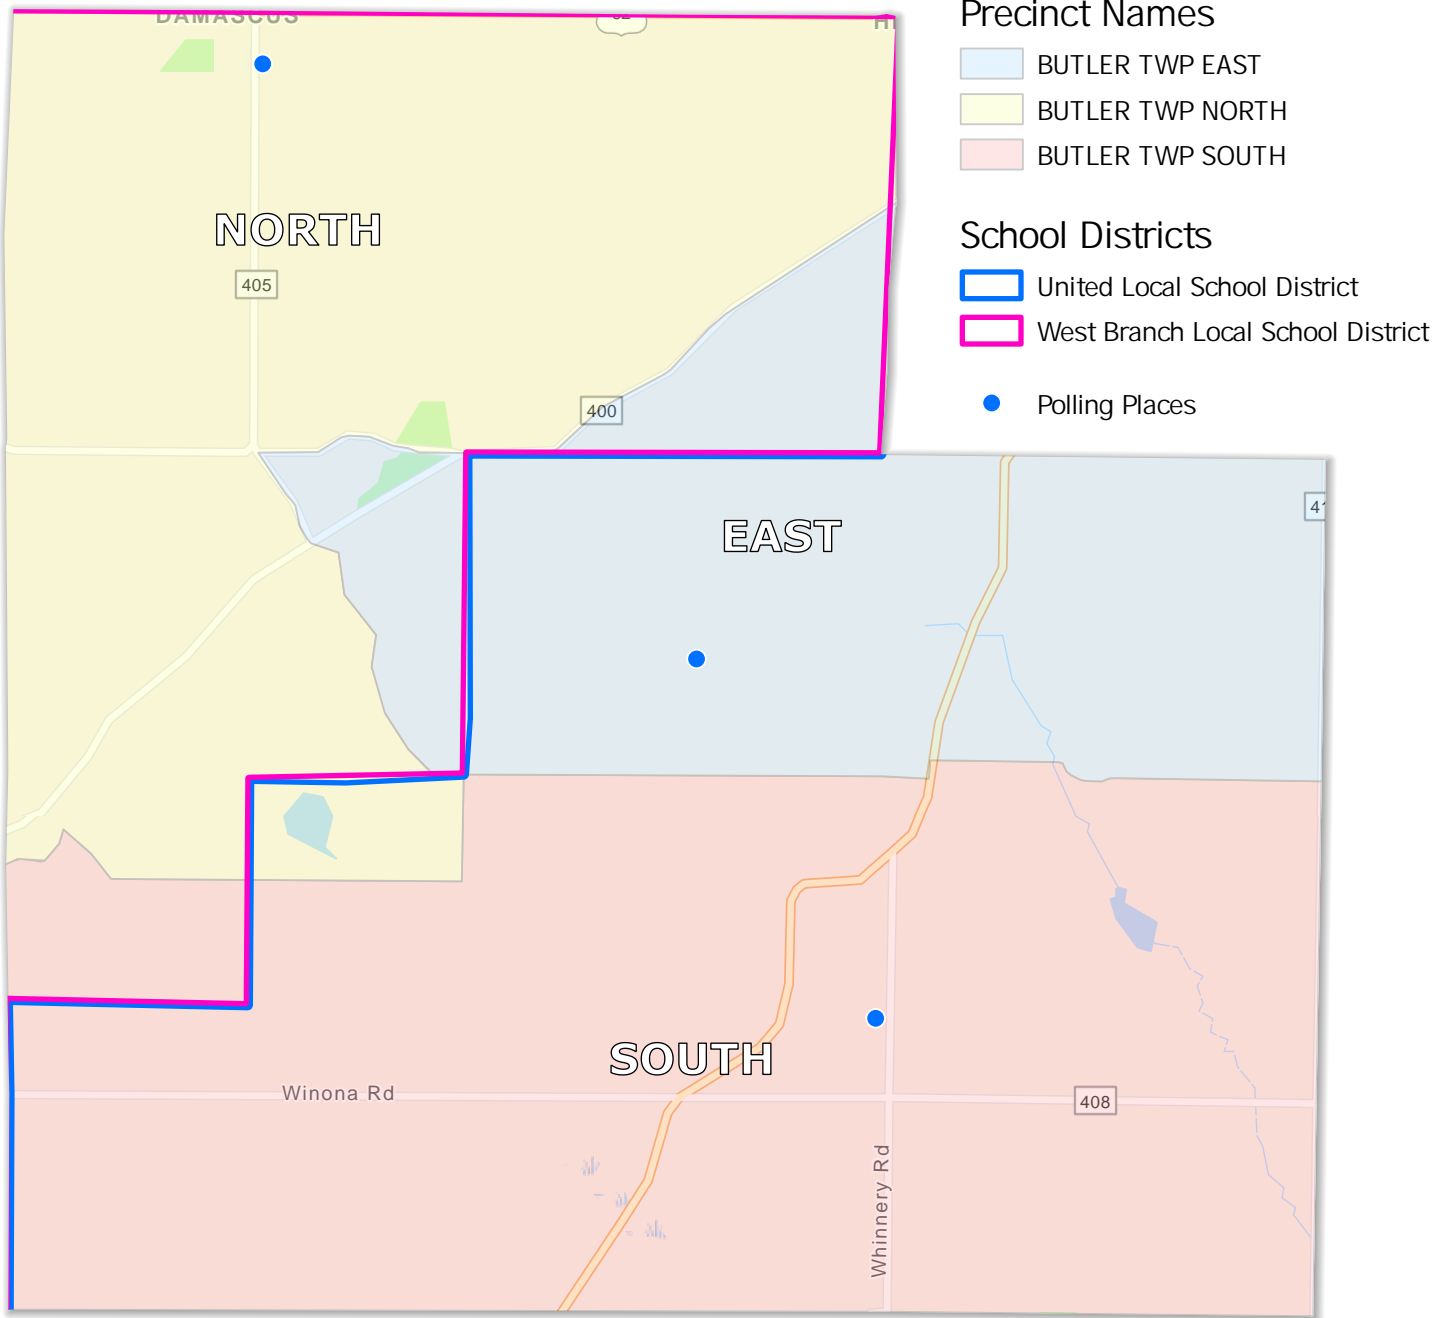 DAMASCUS
Precinct Names
BUTLER TWP EAST
BUTLER TWP NORTH
BUTLER TWP SOUTH
NORTH
School Districts
405
United Local School District
West Branch Local School District
400
Polling Places
EAST
SOUTH
Winona Rd
408
Whinnery Rd